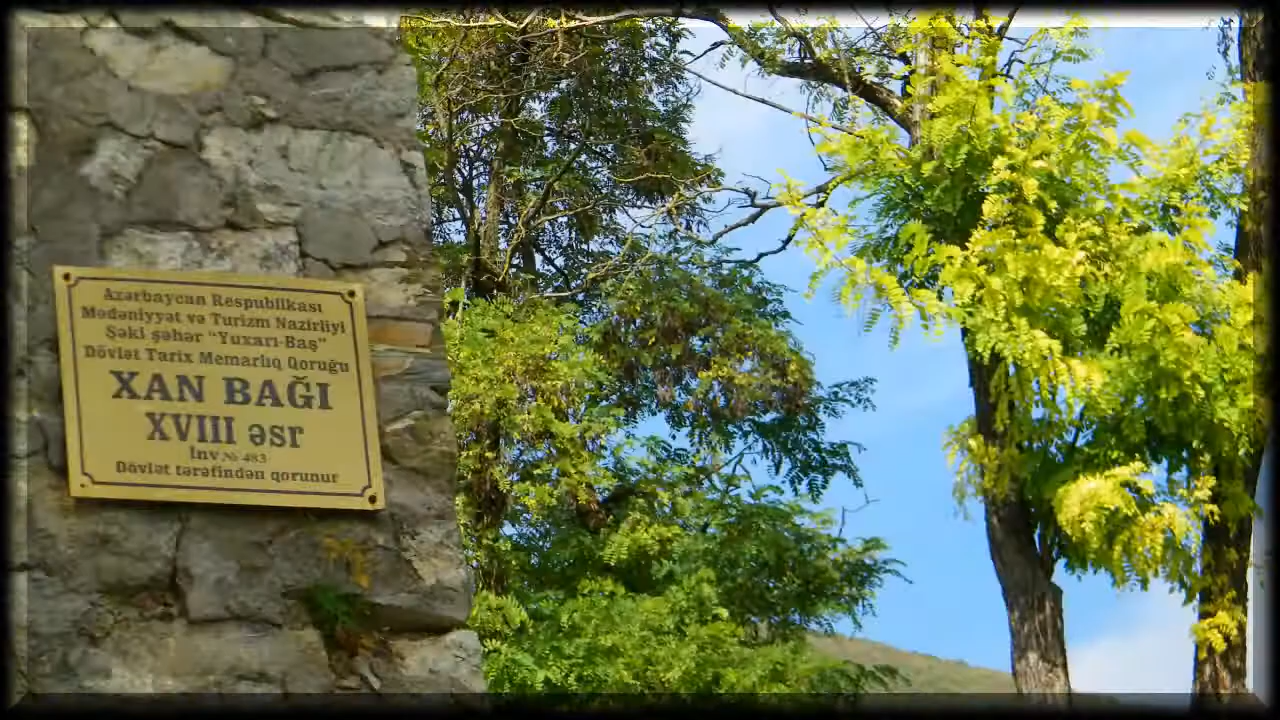 Azərbaycan Respublikası
Mədəniyyət və Turizm Nazirliyi
Şəki şəhər "Yuxarı-Baş"
Dövlət Tarix Memarlıq Qoruğu
XAN BAĞI
XVIII əsr
Inv № 483
Dövlət tərəfindən qorunur